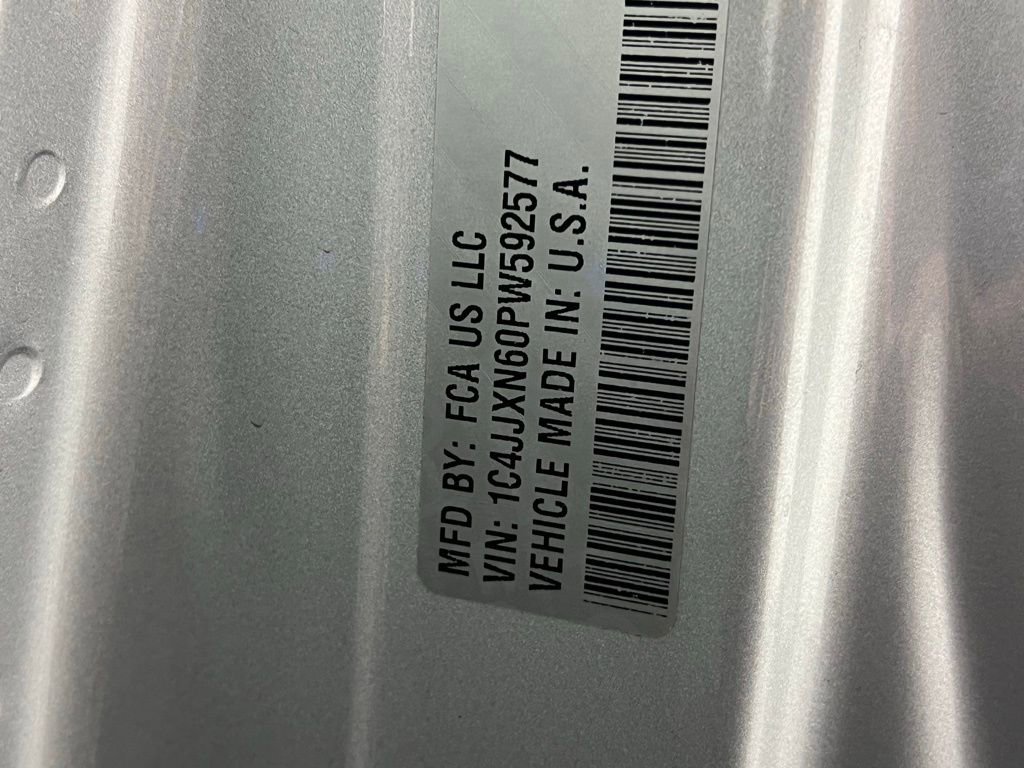 MFD BY: FCA US LLC
VIN: 1C4JJXN60PW592577
VEHICLE MADE IN: U.S.A.